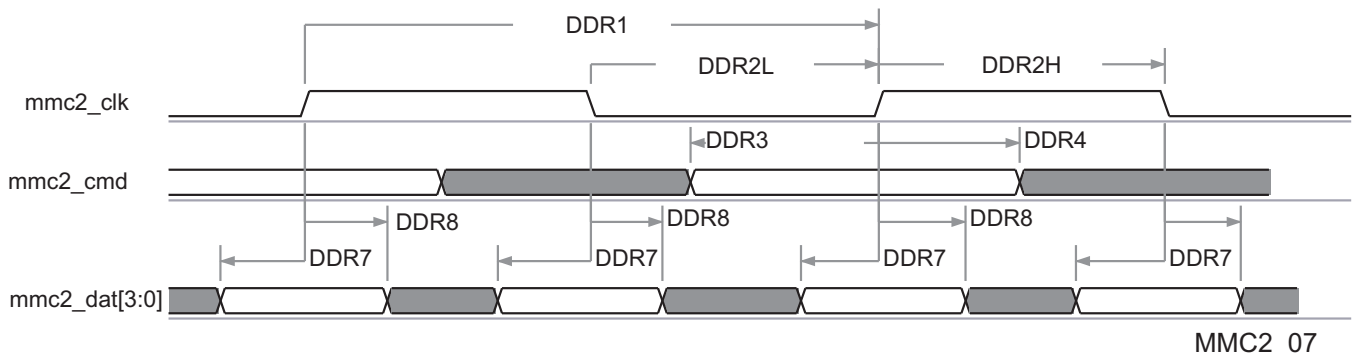 DDR1
DDR2L DDR2H
mmc2_clk
DDR3 DDR4
mmc2_cmd
DDR8 DDR8 DDR8
DDR7 DDR7 DDR7 DDR7
mmc2_dat[3:0]
MMC2_07